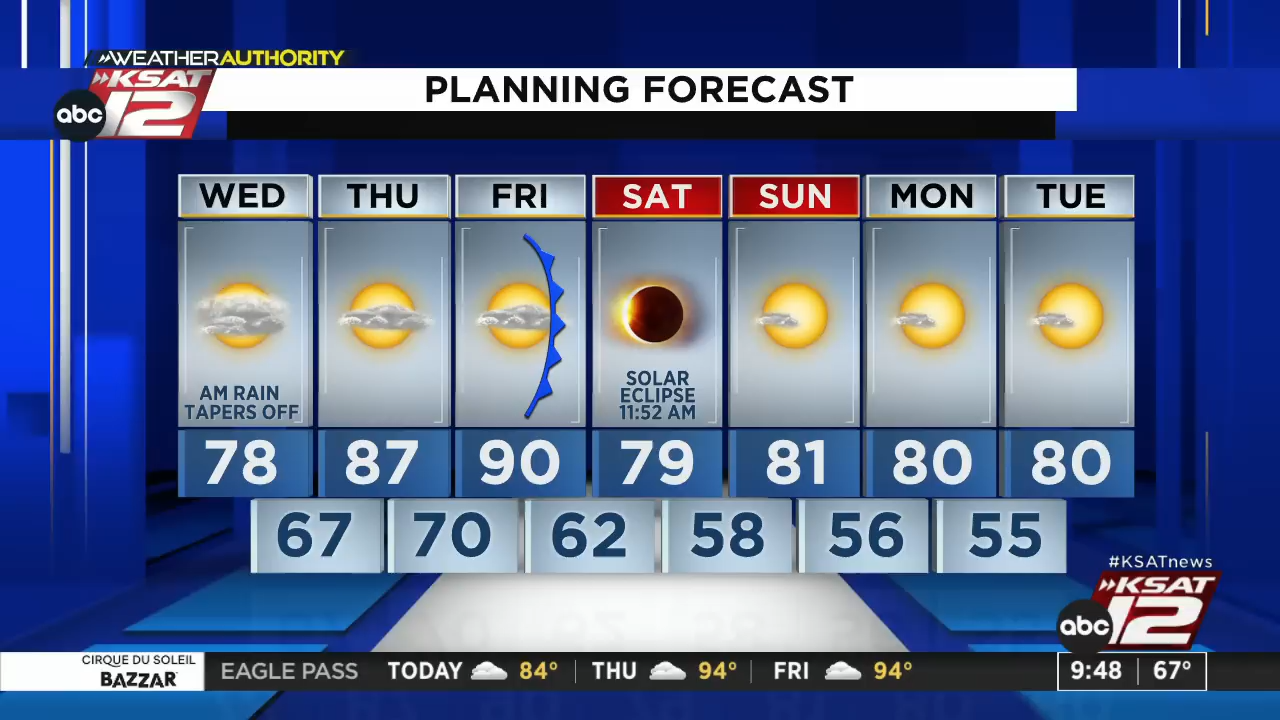 WEATHERAUTHORITY
KSAT
abc 12
PLANNING FORECAST
WED THU FRI SAT SUN MON TUE
AM RAIN
TAPERS OFF
SOLAR
ECLIPSE
11:52 AM
78 87 90 79 81 80 80
67 70 62 58 56 55
#KSATnews
KSAT
abc 12
CIRQUE DU SOLEIL
BAZZAR
EAGLE PASS TODAY 84° THU 94° FRI 94°
9:48 67°